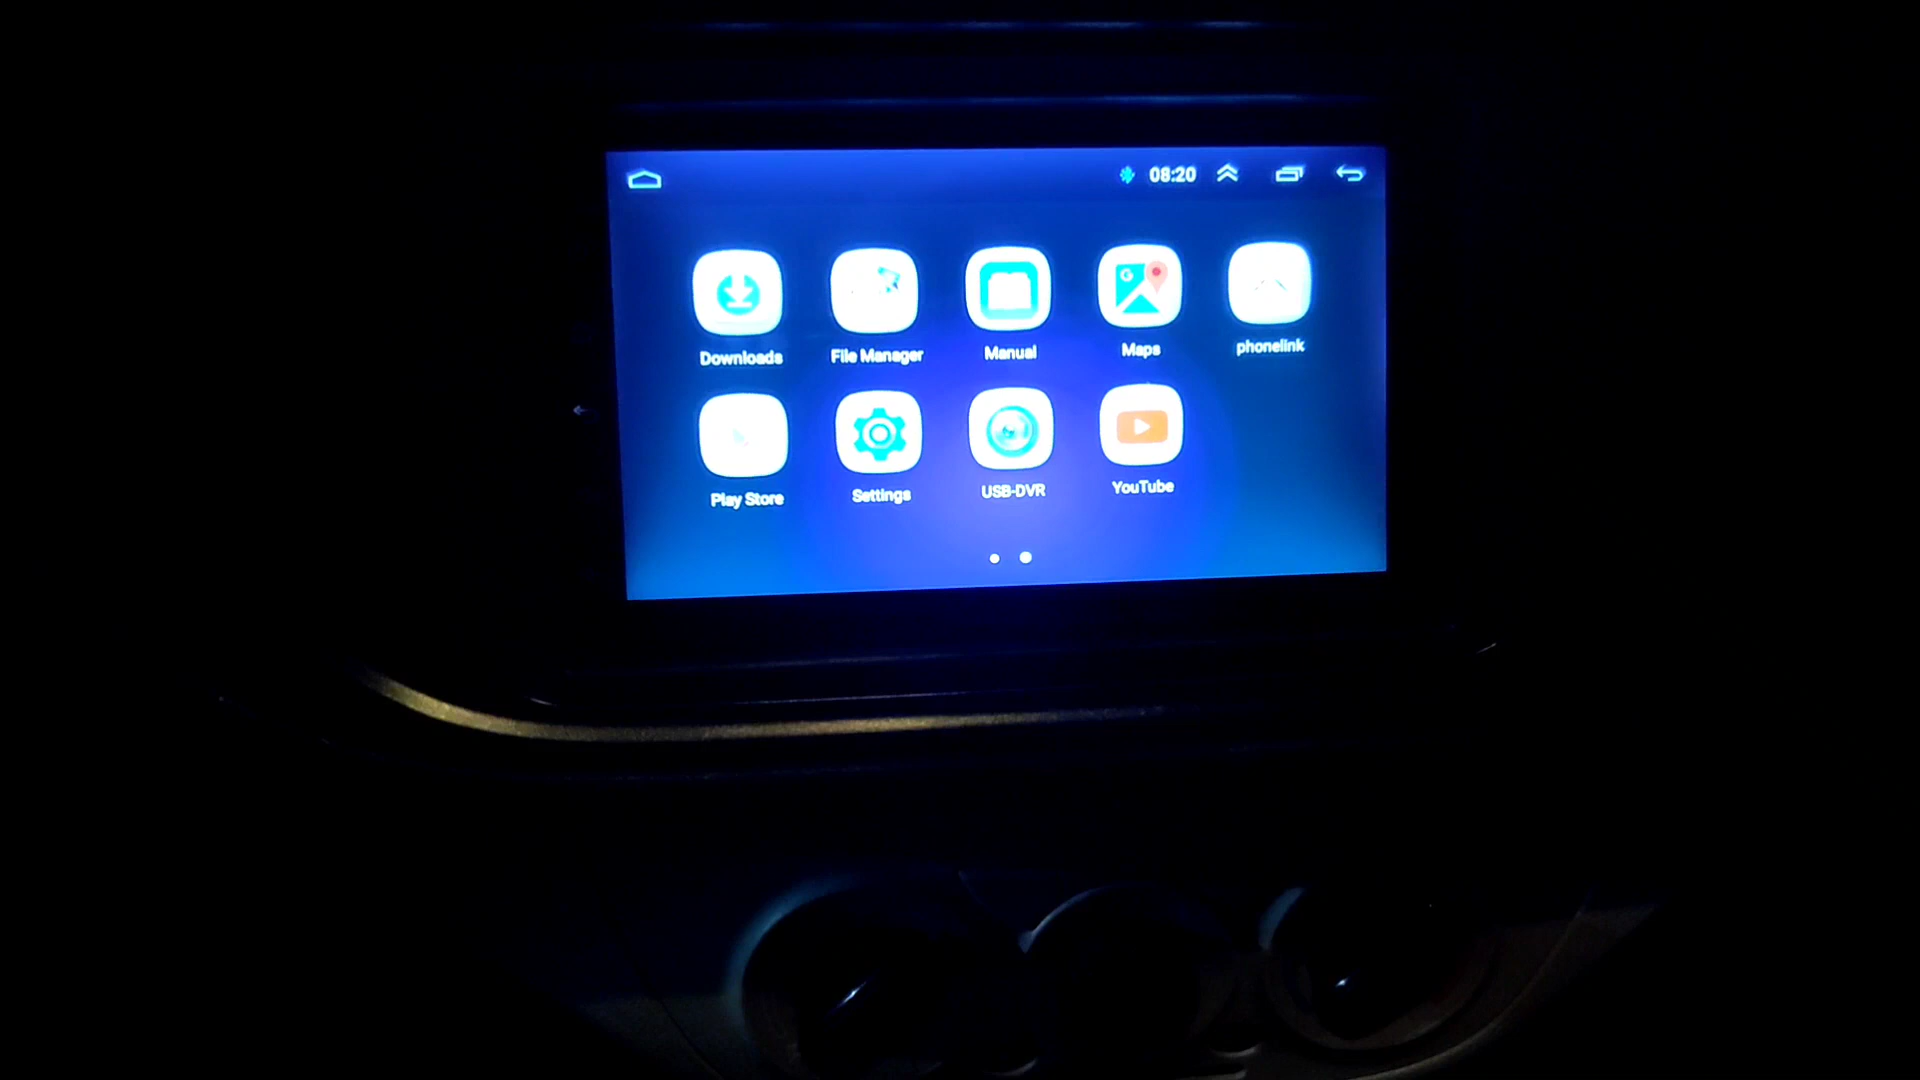 08:20
Downloads
File Manager
Manual
Maps
phonelink
Play Store
Settings
USB-DVR
YouTube